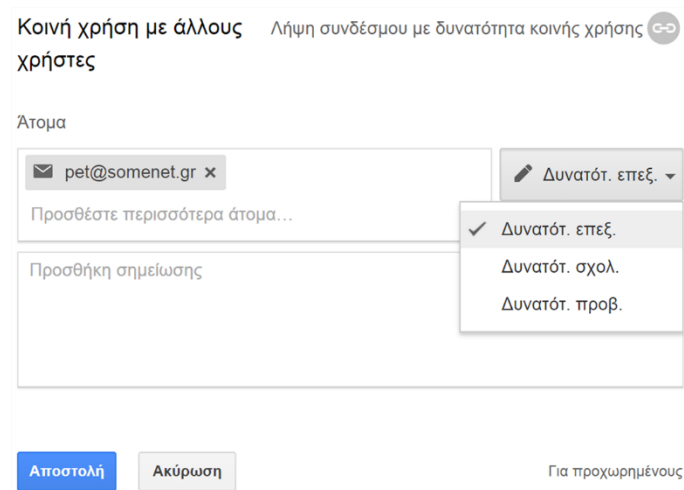 Κοινή χρήση με άλλους χρήστες
Λήψη συνδέσμου με δυνατότητα κοινής χρήσης
Άτομα
pet@somenet.gr ×
Δυνατότ. επεξ.
Προσθέστε περισσότερα άτομα...
Δυνατότ. επεξ.
Δυνατότ. σχολ.
Δυνατότ. προβ.
Προσθήκη σημείωσης
Αποστολή
Ακύρωση
Για προχωρημένους